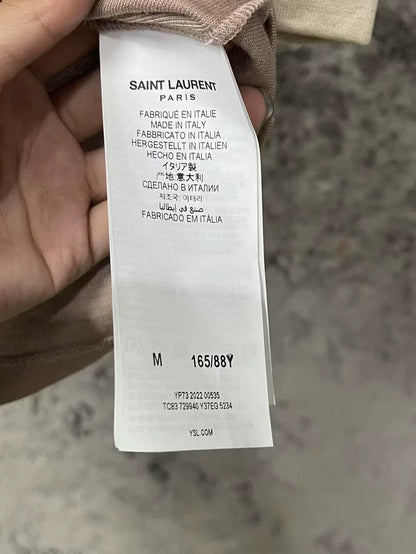 SAINT LAURENT
PARIS
FABRIQUÉ EN ITALIE
MADE IN ITALY
FABBRICATO IN ITALIA
HERGESTELLT IN ITALIEN
HECHO EN ITALIA
イタリア製
产地意大利
СДЕЛАНО В ИТАЛИИ
제조국: 이태리
صنع في إيطاليا
FABRICADO EM ITÁLIA
M 165/88Y
YP73 2022 00535
TC83 729940 Y37EG 5234
YSL.COM